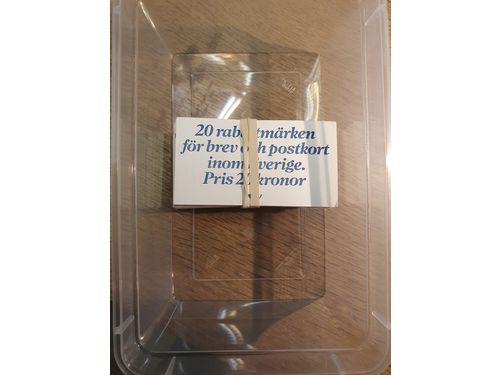 20 rabattmärken
för brev och postkort
inom Sverige.
Pris kronor